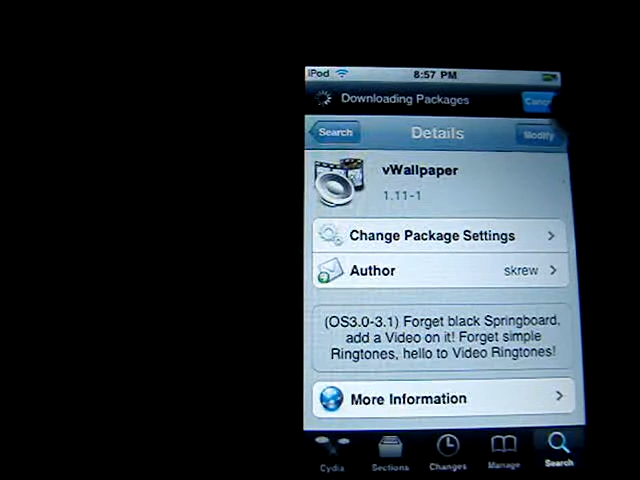 iPod 8:57 PM
Downloading Packages
Search Details Modify
vWallpaper
1.11-1
Change Package Settings
Author skrew
(OS3.0-3.1) Forget black Springboard,
add a Video on it! Forget simple
Ringtones, hello to Video Ringtones!
More Information
Cydia Sections Changes Manage Search